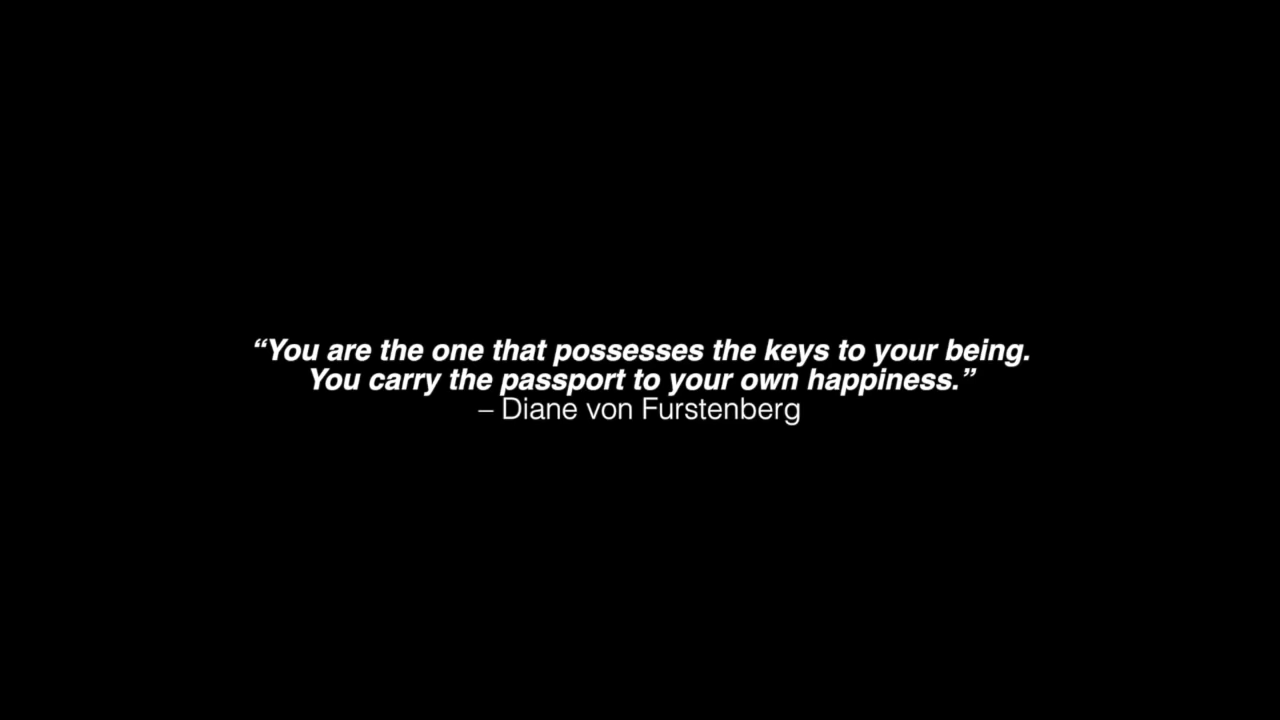 “You are the one that possesses the keys to your being.
You carry the passport to your own happiness.”
– Diane von Furstenberg